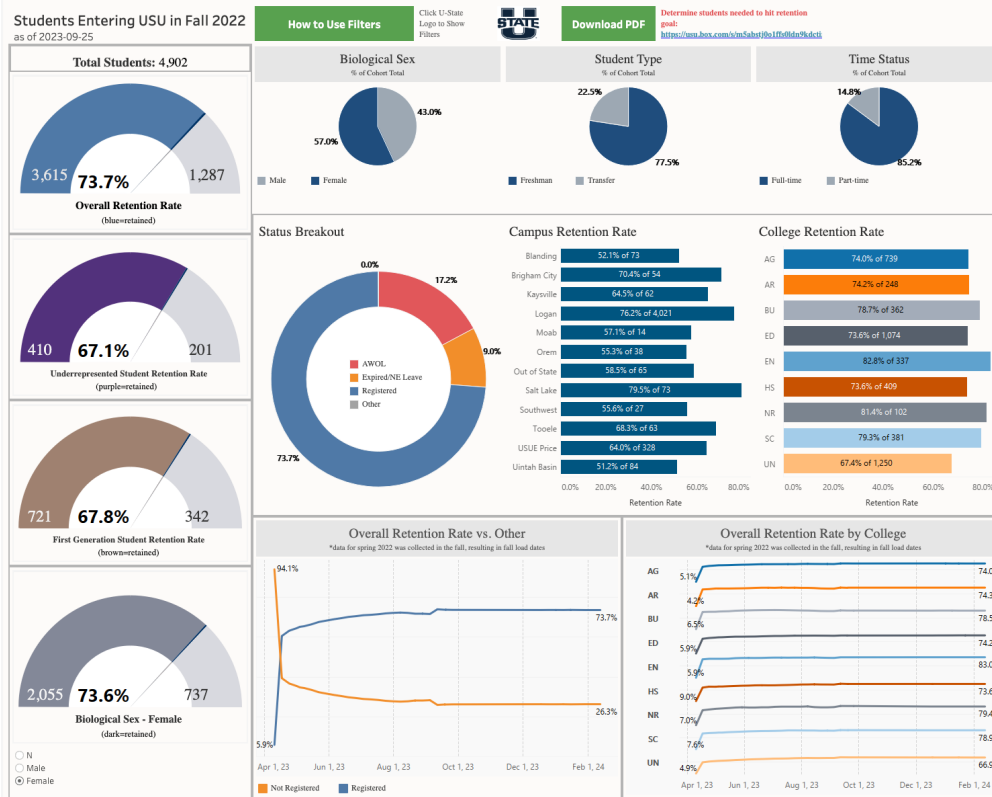 Students Entering USU in Fall 2022
as of 2023-09-25
How to Use Filters
Click U-State
Logo to Show
Filters
STATE
Download PDF
Determine students needed to hit retention
goal:
Total Students: 4,902
3,615 73.7% 1,287
Overall Retention Rate
(blue=retained)
410 67.1% 201
Underrepresented Student Retention Rate
(purple=retained)
721 67.8% 342
First Generation Student Retention Rate
(brown=retained)
2,055 73.6% 737
Biological Sex - Female
(dark=retained)
N
Male
Female
Biological Sex
% of Cohort Total
43.0%
57.0%
Male Female
Student Type
% of Cohort Total
22.5%
77.5%
Freshman Transfer
Time Status
% of Cohort Total
14.8%
85.2%
Full-time Part-time
Status Breakout
0.0%
17.2%
9.0%
73.7%
AWOL
Expired/NE Leave
Registered
Other
Campus Retention Rate
Blanding 52.1% of 73
Brigham City 70.4% of 54
Kaysville 64.5% of 62
Logan 76.2% of 4,021
Moab 57.1% of 14
Orem 55.3% of 38
Out of State 58.5% of 65
Salt Lake 79.5% of 73
Southwest 55.6% of 27
Tooele 68.3% of 63
USUE Price 64.0% of 328
Uintah Basin 51.2% of 84
0.0% 20.0% 40.0% 60.0% 80.0%
Retention Rate
College Retention Rate
AG 74.0% of 739
AR 74.2% of 248
BU 78.7% of 362
ED 73.6% of 1,074
EN 82.8% of 337
HS 73.6% of 409
NR 81.4% of 102
SC 79.3% of 381
UN 67.4% of 1,250
0.0% 20.0% 40.0% 60.0% 80.0%
Retention Rate
Overall Retention Rate vs. Other
*data for spring 2022 was collected in the fall, resulting in fall load dates
94.1%
73.7%
26.3%
5.9%
Apr 1, 23 Jun 1, 23 Aug 1, 23 Oct 1, 23 Dec 1, 23 Feb 1, 24
Not Registered Registered
Overall Retention Rate by College
*data for spring 2022 was collected in the fall, resulting in fall load dates
AG 5.1% 74.0
AR 4.2% 74.3
BU 6.5% 78.5
ED 5.9% 74.2
EN 5.9% 83.0
HS 9.0% 73.6
NR 7.0% 79.4
SC 7.6% 78.9
UN 4.9% 66.9
Apr 1, 23 Jun 1, 23 Aug 1, 23 Oct 1, 23 Dec 1, 23 Feb 1, 24